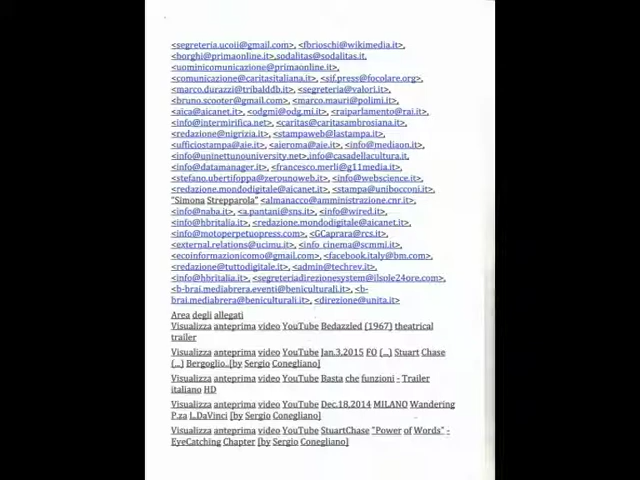 <segreteria.ucoii@gmail.com>, <fbrioschi@wikimedia.it>,
<borghi@primaonline.it>,sodalitas@sodalitas.it,
<uominicomunicazione@primaonline.it>,
<comunicazione@caritasitaliana.it>, <sif.press@focolare.org>,
<marco.durazzi@tribalddb.it>, <segreteria@valori.it>,
<bruno.scooter@gmail.com>, <marco.mauri@polimi.it>,
<aica@aicanet.it>, <odgmi@odg.mi.it>, <raiparlamento@rai.it>,
<info@intermirifica.net>, <caritas@caritasambrosiana.it>,
<redazione@nigrizia.it>, <stampaweb@lastampa.it>,
<ufficiostampa@aie.it>, <aieroma@aie.it>, <info@mediaon.it>,
<info@uninettunouniversity.net>,info@casadellacultura.it,
<info@datamanager.it>, <francesco.merli@g11media.it>,
<stefano.ubertifoppa@zerounoweb.it>, <info@webscience.it>,
<redazione.mondodigitale@aicanet.it>, <stampa@unibocconi.it>,
"Simona Strepparola" <almanacco@amministrazione.cnr.it>,
<info@naba.it>, <a.pantani@sns.it>, <info@wired.it>,
<info@hbritalia.it>, <redazione.mondodigitale@aicanet.it>,
<info@motoperpetuopress.com>, <GCaprara@rcs.it>,
<external.relations@ucimu.it>, <info_cinema@scmmi.it>,
<ecoinformazionicomo@gmail.com>, <facebook.italy@bm.com>,
<redazione@tuttodigitale.it>, <admin@techrev.it>,
<info@hbritalia.it>, <segreteriadirezionesystem@ilsole24ore.com>,
<b-brai.mediabrera.eventi@beniculturali.it>, <b-
brai.mediabrera@beniculturali.it>, <direzione@unita.it>
Area degli allegati
Visualizza anteprima video YouTube Bedazzled (1967) theatrical
trailer
Visualizza anteprima video YouTube Jan.3,2015 FO (...) Stuart Chase
(...) Bergoglio..[by Sergio Conegliano]
Visualizza anteprima video YouTube Basta che funzioni - Trailer
italiano HD
Visualizza anteprima video YouTube Dec.18,2014 MILANO Wandering
P.za L.DaVinci [by Sergio Conegliano]
Visualizza anteprima video YouTube StuartChase "Power of Words" -
EyeCatching Chapter [by Sergio Conegliano]